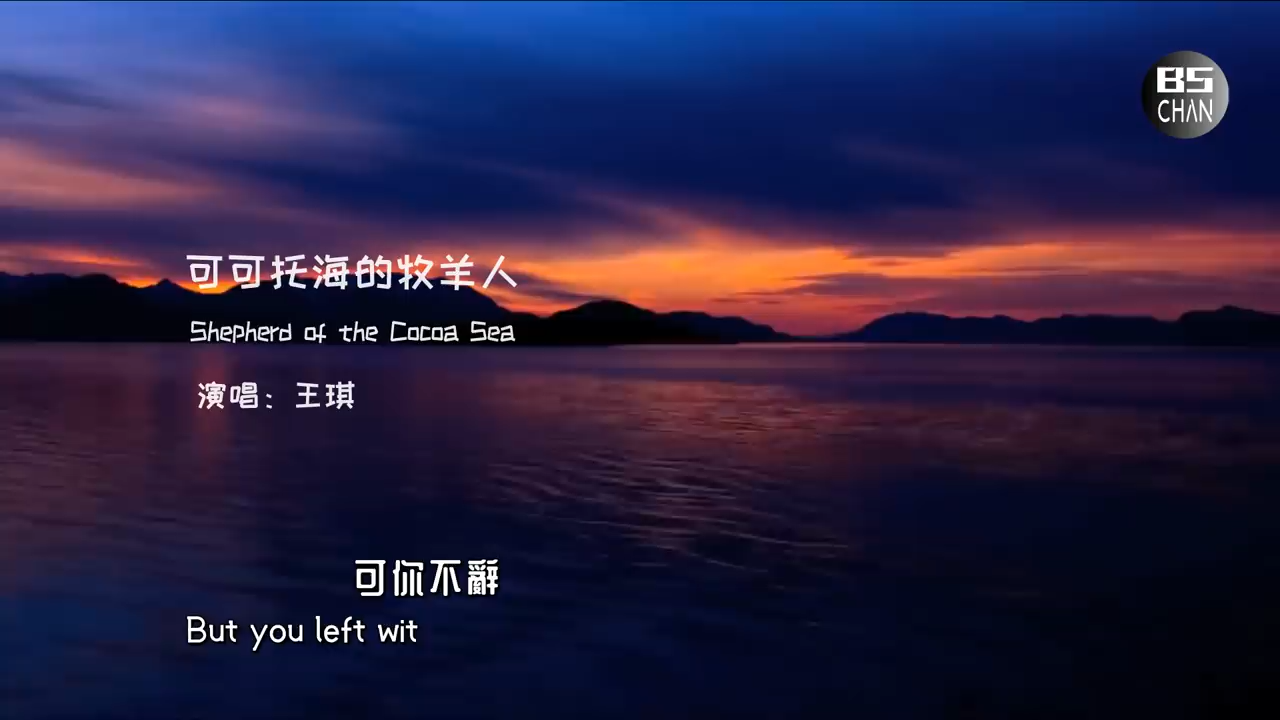 BS
CHAN
可可托海的牧羊人
Shepherd of the Cocoa Sea
演唱：王琪
可你不辭
But you left wit